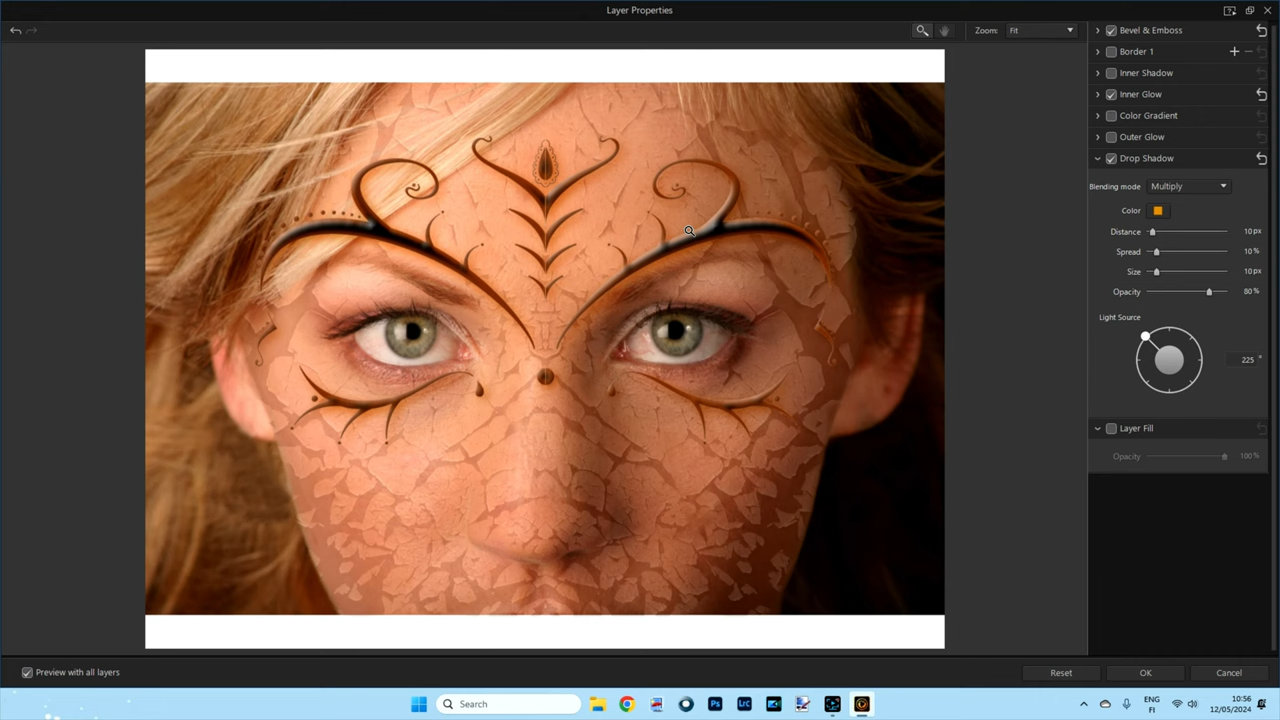 Layer Properties
Zoom: Fit
Bevel & Emboss
Border 1
Inner Shadow
Inner Glow
Color Gradient
Outer Glow
Drop Shadow
Blending mode Multiply
Color
Distance 10 px
Spread 10 %
Size 10 px
Opacity 80 %
Light Source
225 °
Layer Fill
Opacity 100 %
Preview with all layers
Reset OK Cancel
Search
Ps
LrC
ENG
FI
10:56
12/05/2024